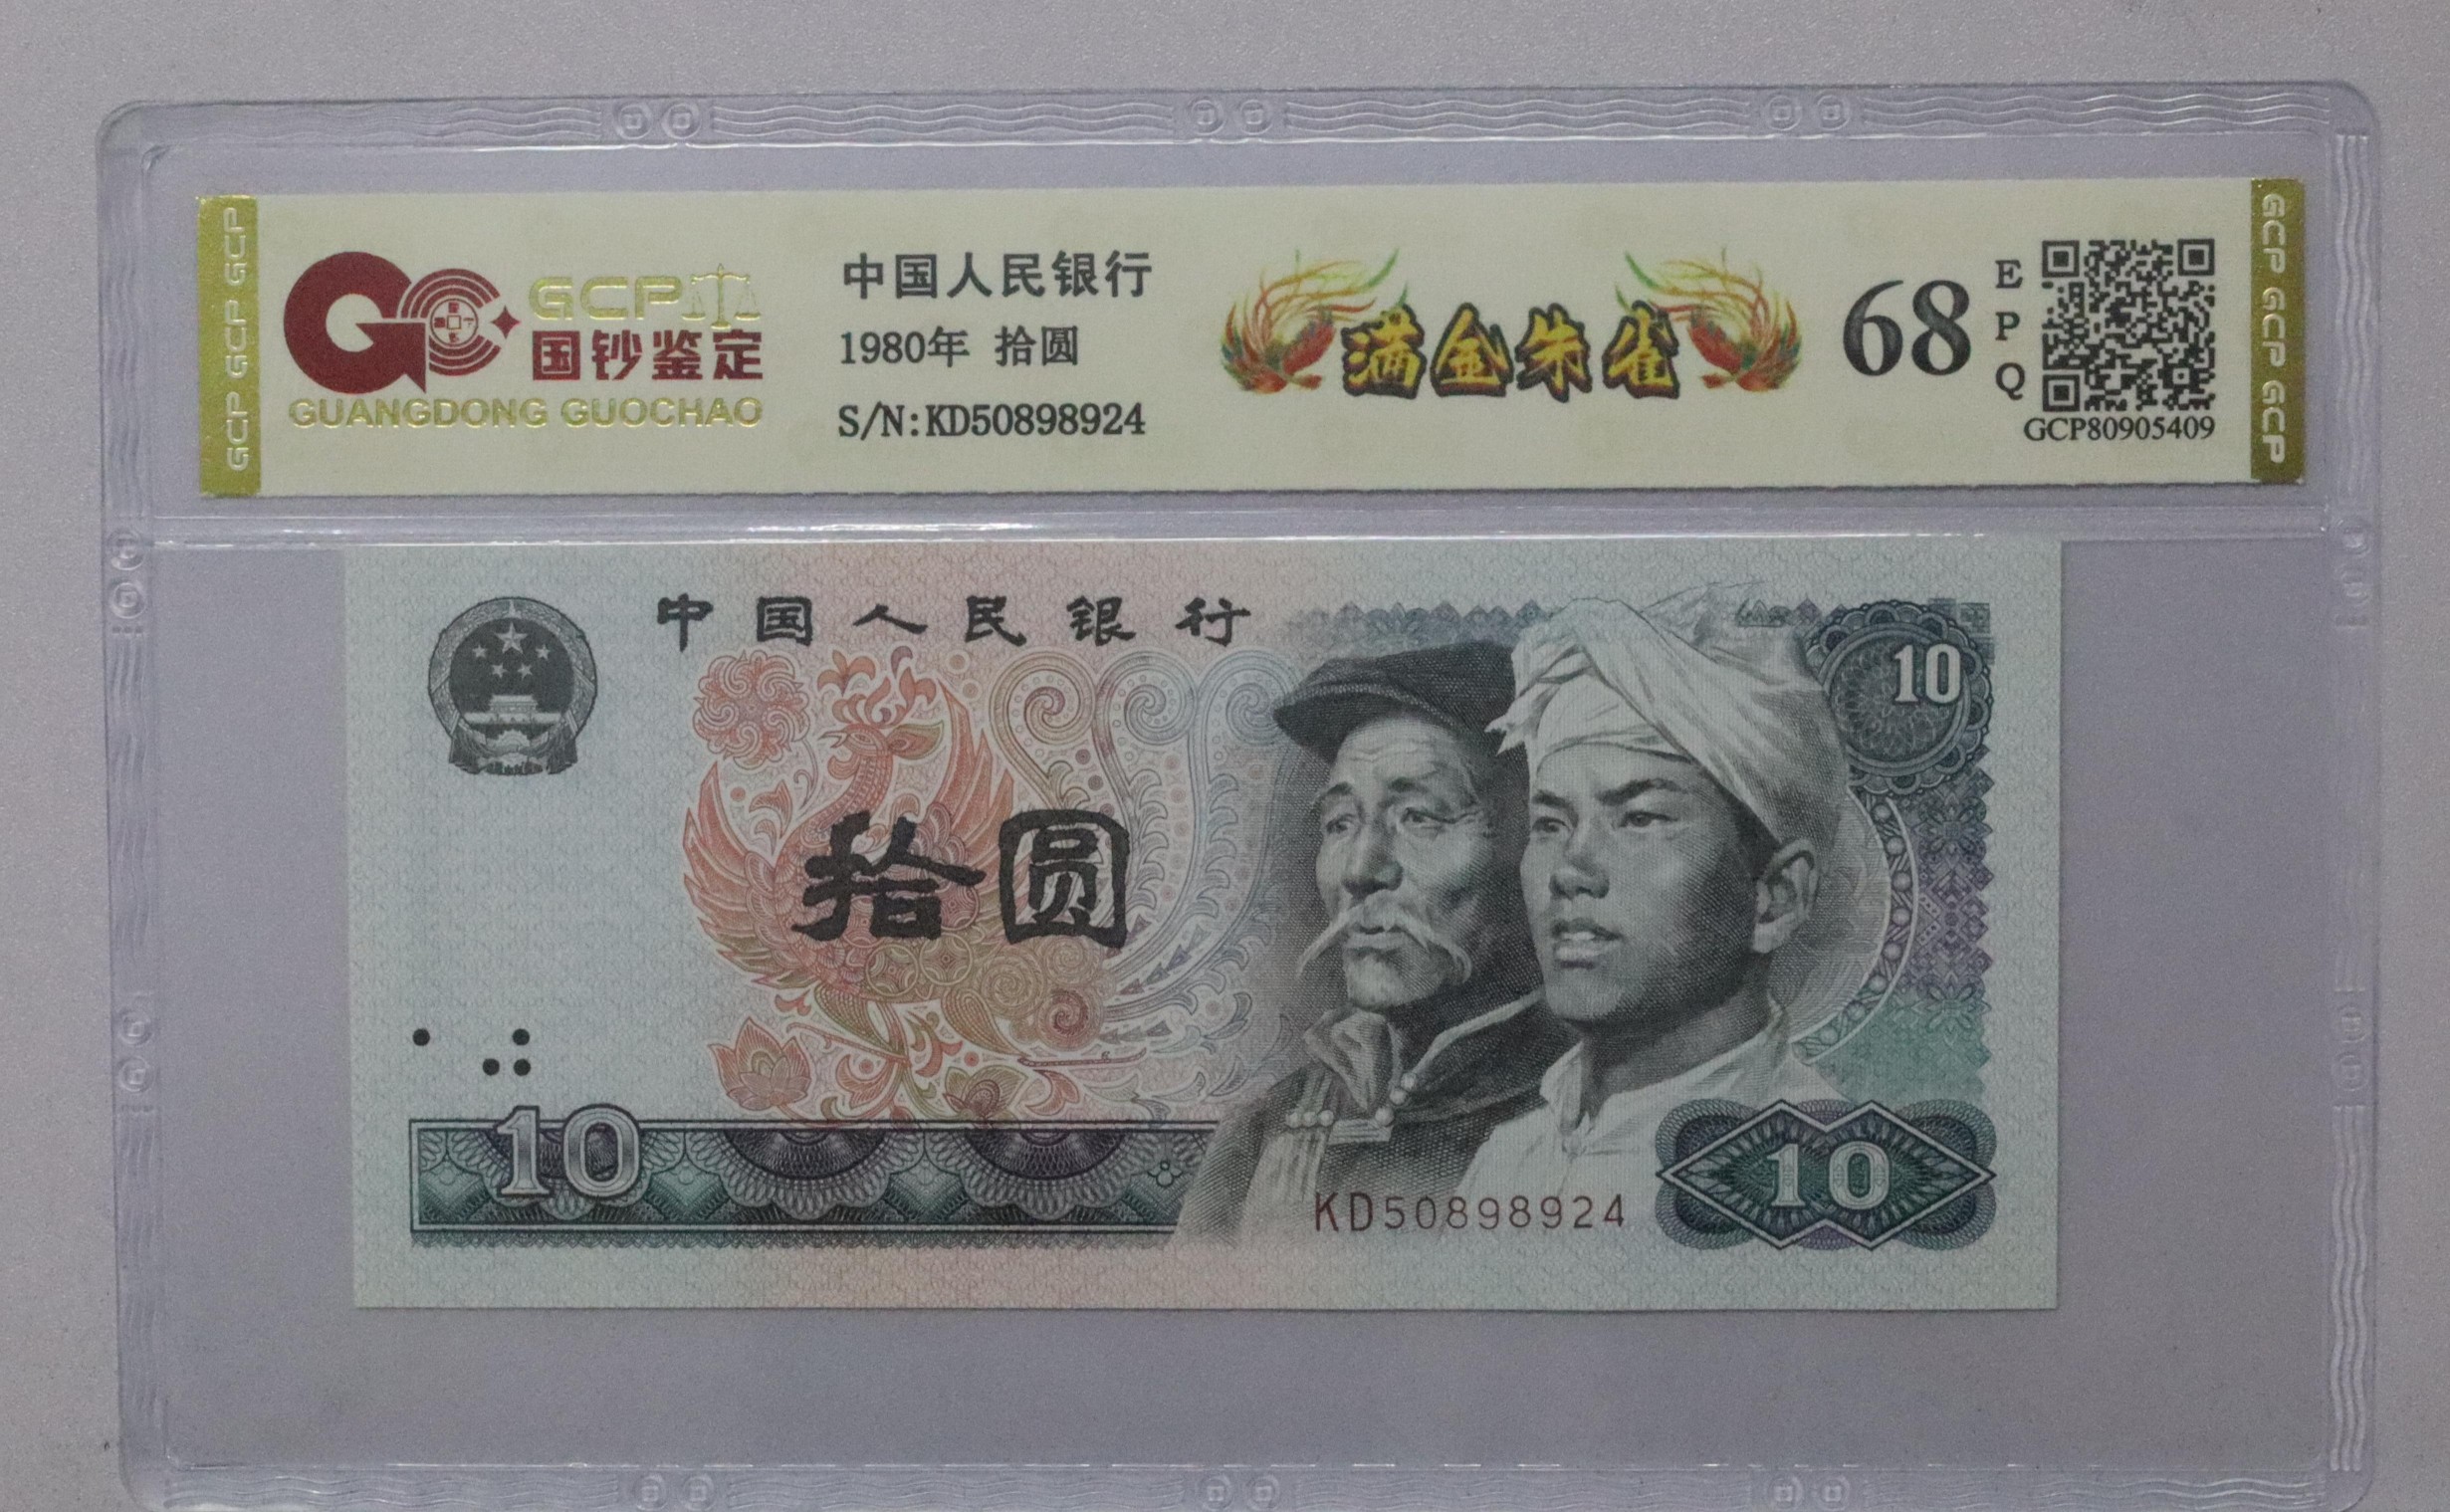 GCP GCP GCP
GCP
国钞鉴定
GUANGDONG GUOCHAO
中国人民银行
1980年 拾圆
S/N:KD50898924
满金朱雀
68
EPQ
GCP80905409
GCP GCP GCP
中国人民银行
10
拾圆
10
KD50898924
10